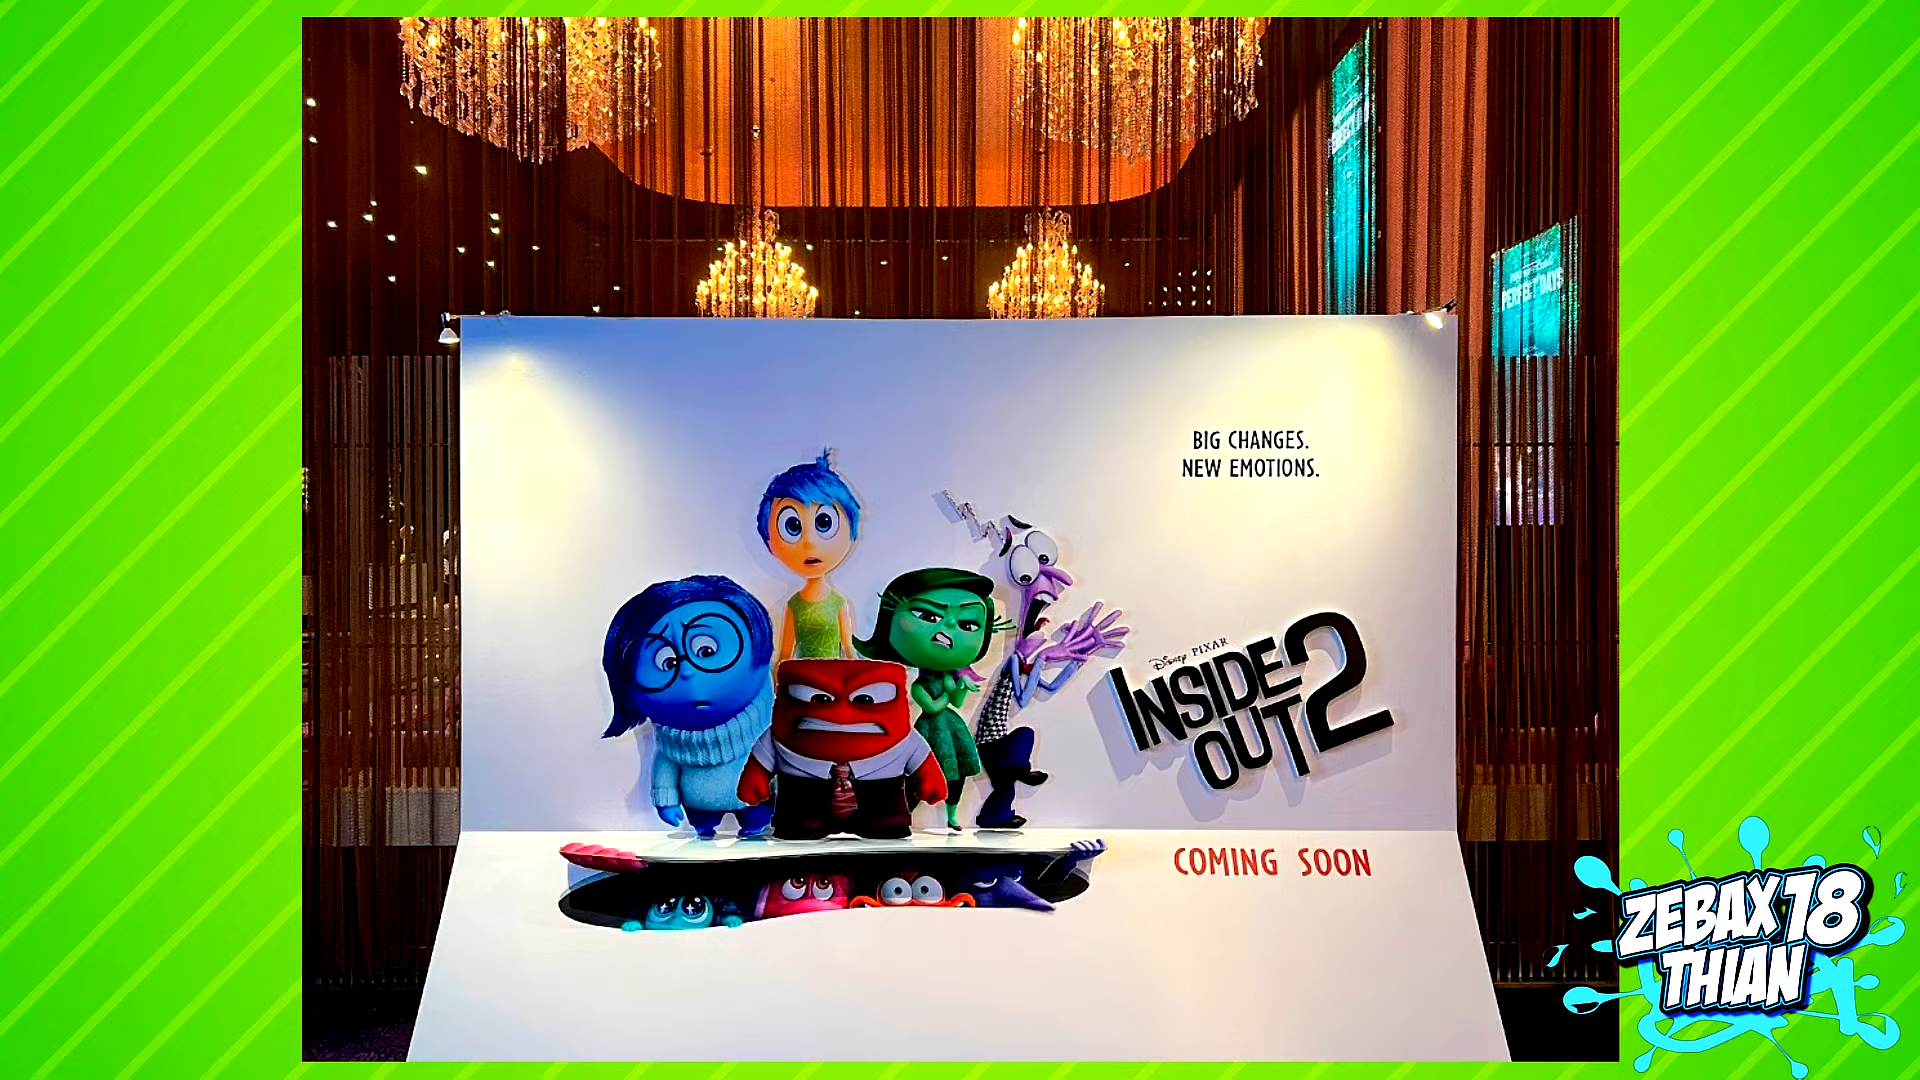 PERFECT DAYS
BIG CHANGES.
NEW EMOTIONS.
Disney PIXAR
INSIDE
OUT 2
COMING SOON
ZEBAX18
THIAN